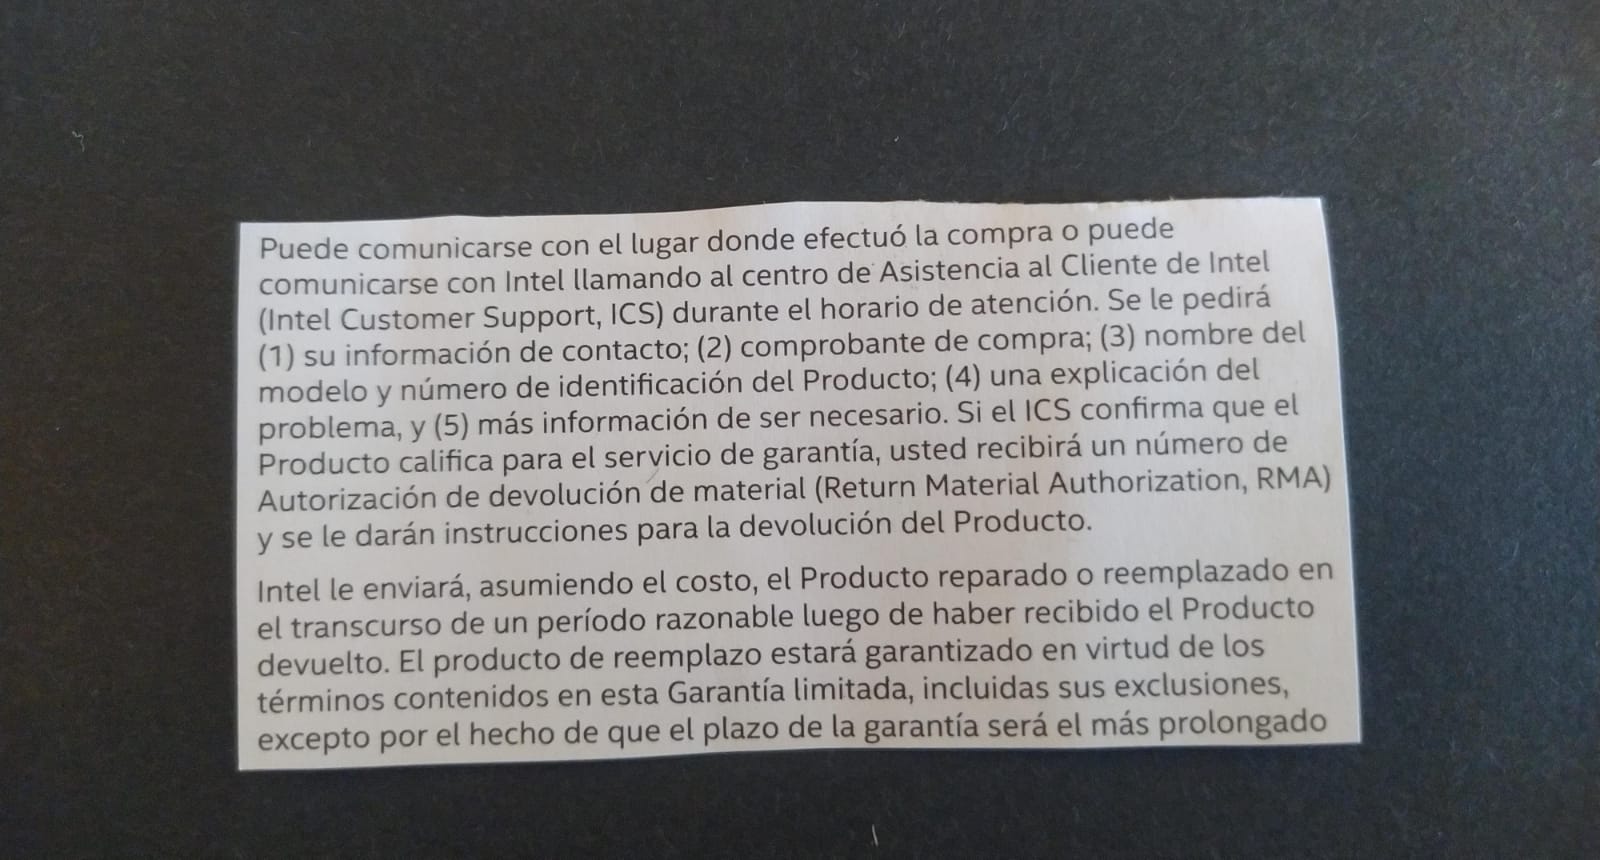 Puede comunicarse con el lugar donde efectuó la compra o puede
comunicarse con Intel llamando al centro de Asistencia al Cliente de Intel
(Intel Customer Support, ICS) durante el horario de atención. Se le pedirá
(1) su información de contacto; (2) comprobante de compra; (3) nombre del
modelo y número de identificación del Producto; (4) una explicación del
problema, y (5) más información de ser necesario. Si el ICS confirma que el
Producto califica para el servicio de garantía, usted recibirá un número de
Autorización de devolución de material (Return Material Authorization, RMA)
y se le darán instrucciones para la devolución del Producto.
Intel le enviará, asumiendo el costo, el Producto reparado o reemplazado en
el transcurso de un período razonable luego de haber recibido el Producto
devuelto. El producto de reemplazo estará garantizado en virtud de los
términos contenidos en esta Garantía limitada, incluidas sus exclusiones,
excepto por el hecho de que el plazo de la garantía será el más prolongado